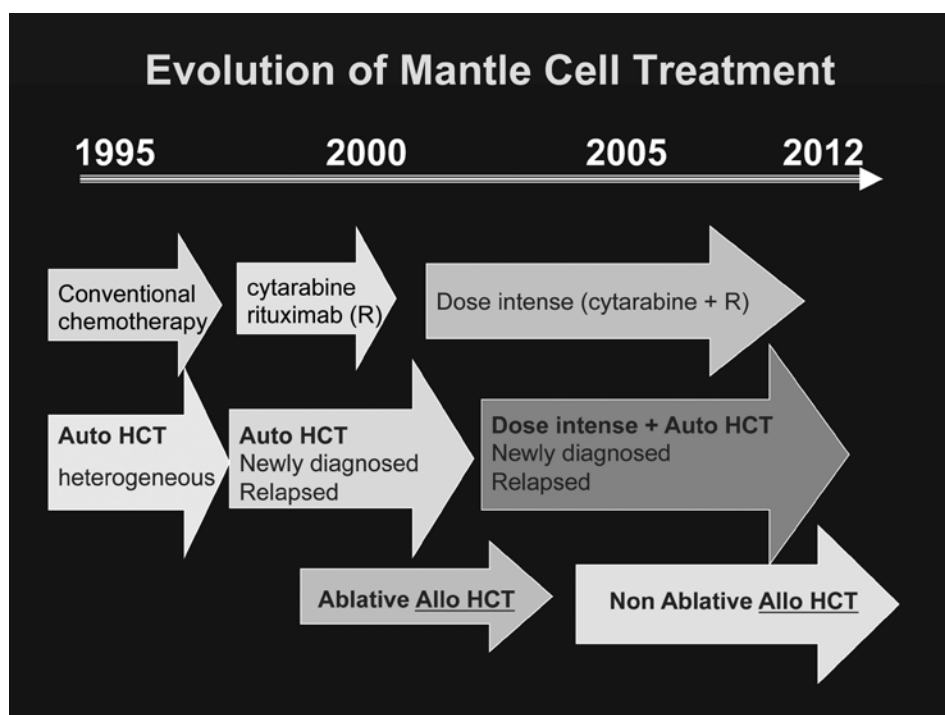 Evolution of Mantle Cell Treatment
1995 2000 2005 2012
Conventional
chemotherapy
cytarabine
rituximab (R)
Dose intense (cytarabine + R)
Auto HCT
heterogeneous
Auto HCT
Newly diagnosed
Relapsed
Dose intense + Auto HCT
Newly diagnosed
Relapsed
Ablative Allo HCT
Non Ablative Allo HCT